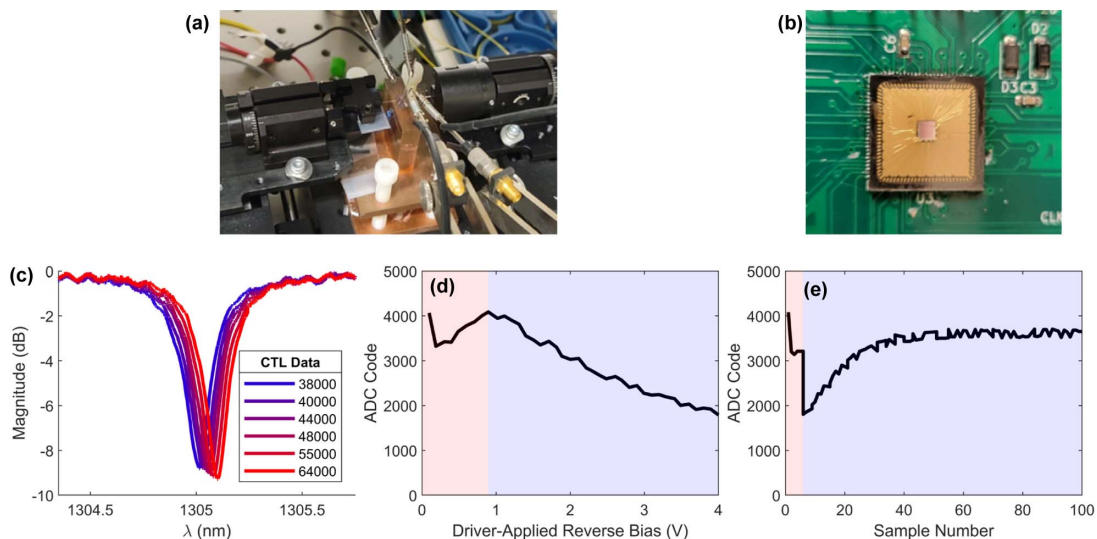 (a)
(b)
C6
D2
D3
C3
CLK
(c)
0
-2
-4
-6
-8
-10
Magnitude (dB)
1304.5
1305
1305.5
λ (nm)
CTL Data
38000
40000
44000
48000
55000
64000
(d)
5000
4000
3000
2000
1000
0
ADC Code
0
1
2
3
4
Driver-Applied Reverse Bias (V)
(e)
5000
4000
3000
2000
1000
0
ADC Code
0
20
40
60
80
100
Sample Number